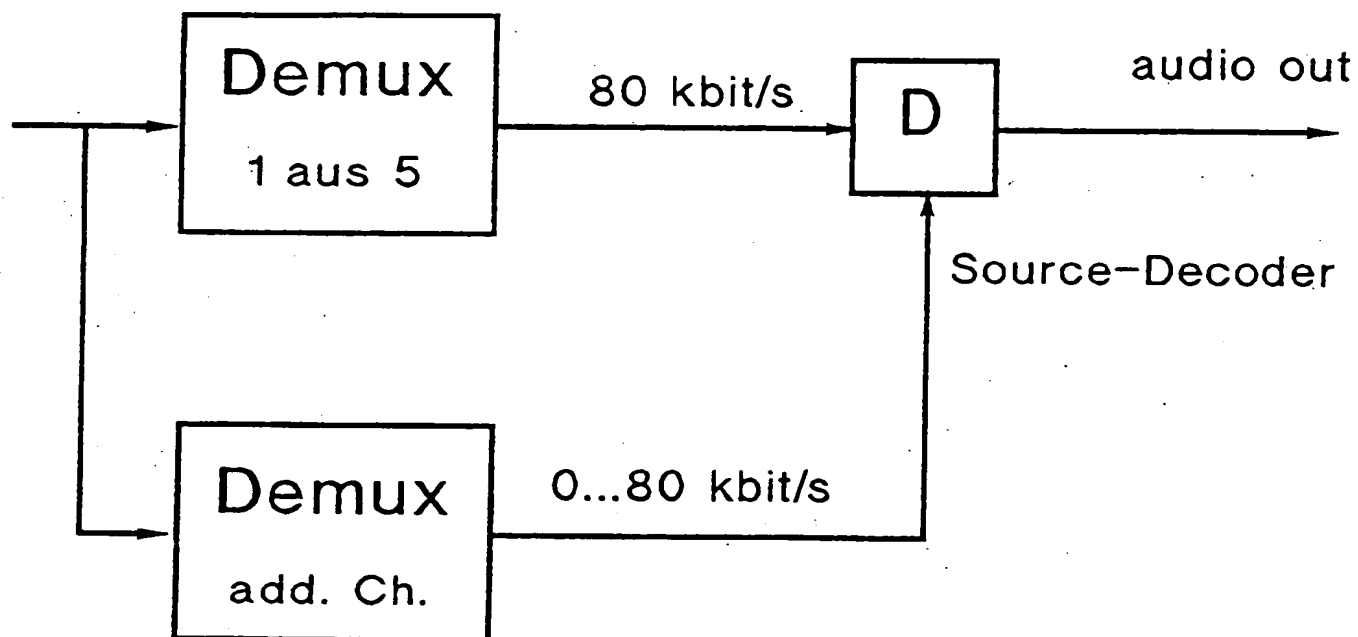 Demux
1 aus 5
80 kbit/s
D
audio out
Source-Decoder
Demux
add. Ch.
0...80 kbit/s